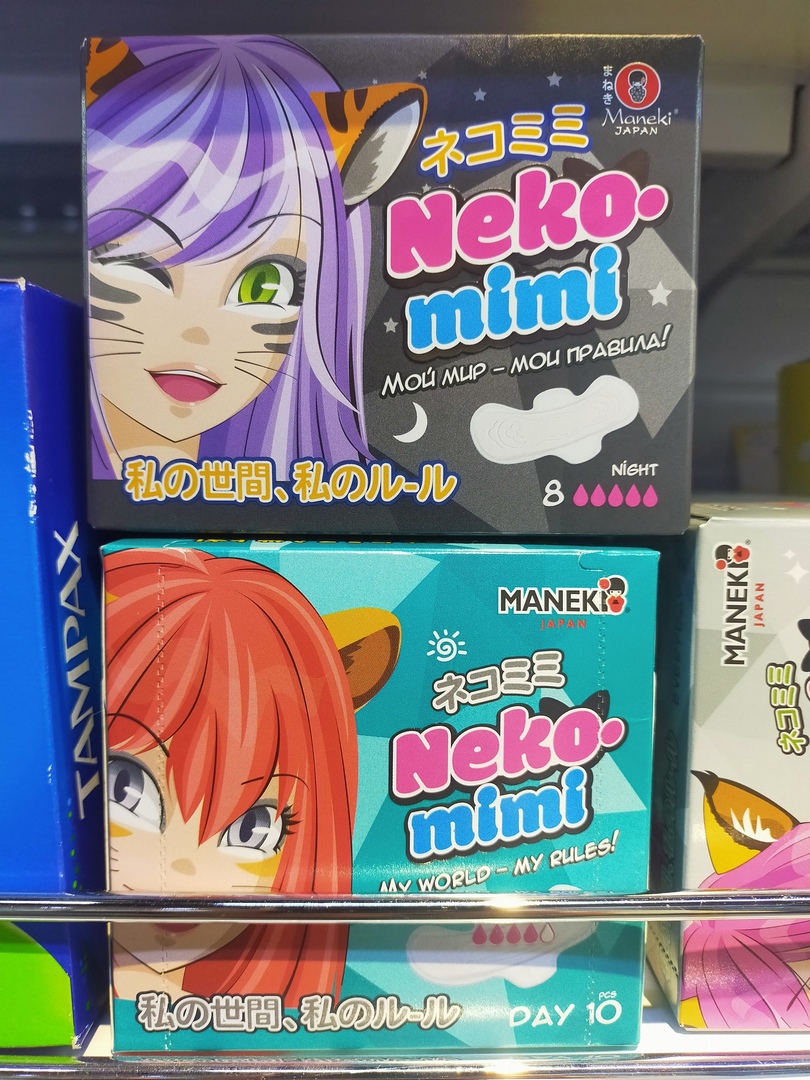 まねき
Maneki®
JAPAN
ネコミミ
Neko-
mimi
Мой мир – мои правила!
NIGHT
8
私の世間、私のルール
TAMPAX
MANEKI
JAPAN
ネコミミ
Neko-
mimi
MY WORLD – MY RULES!
私の世間、私のルール
PCS
DAY 10
MANEKI®
JAPAN
ネコミミ